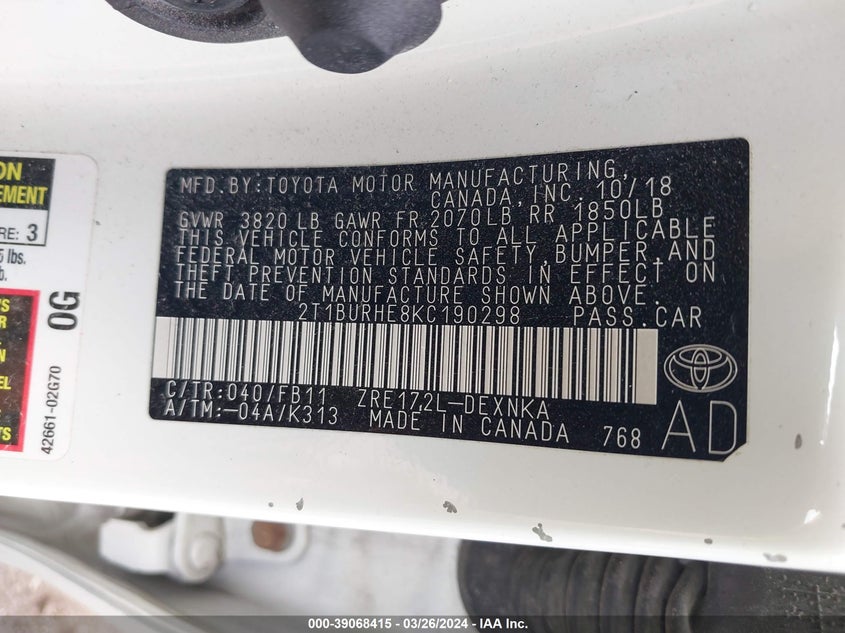 ON
EMENT
RE: 3
5 lbs.
b.
'S
R
N
EL
TS
0G
42661-02G70
MFD.BY:TOYOTA MOTOR MANUFACTURING,
CANADA,INC. 10/18
GVWR 3820 LB GAWR FR 2070LB RR 1850LB
THIS VEHICLE CONFORMS TO ALL APPLICABLE
FEDERAL MOTOR VEHICLE SAFETY,BUMPER,AND
THEFT PREVENTION STANDARDS IN EFFECT ON
THE DATE OF MANUFACTURE SHOWN ABOVE.
2T1BURHE8KC190298 PASS.CAR
C/TR:040/FB11 ZRE172L-DEXNKA
A/TM:-04A/K313 MADE IN CANADA 768
AD
000-39068415 - 03/26/2024 - IAA Inc.